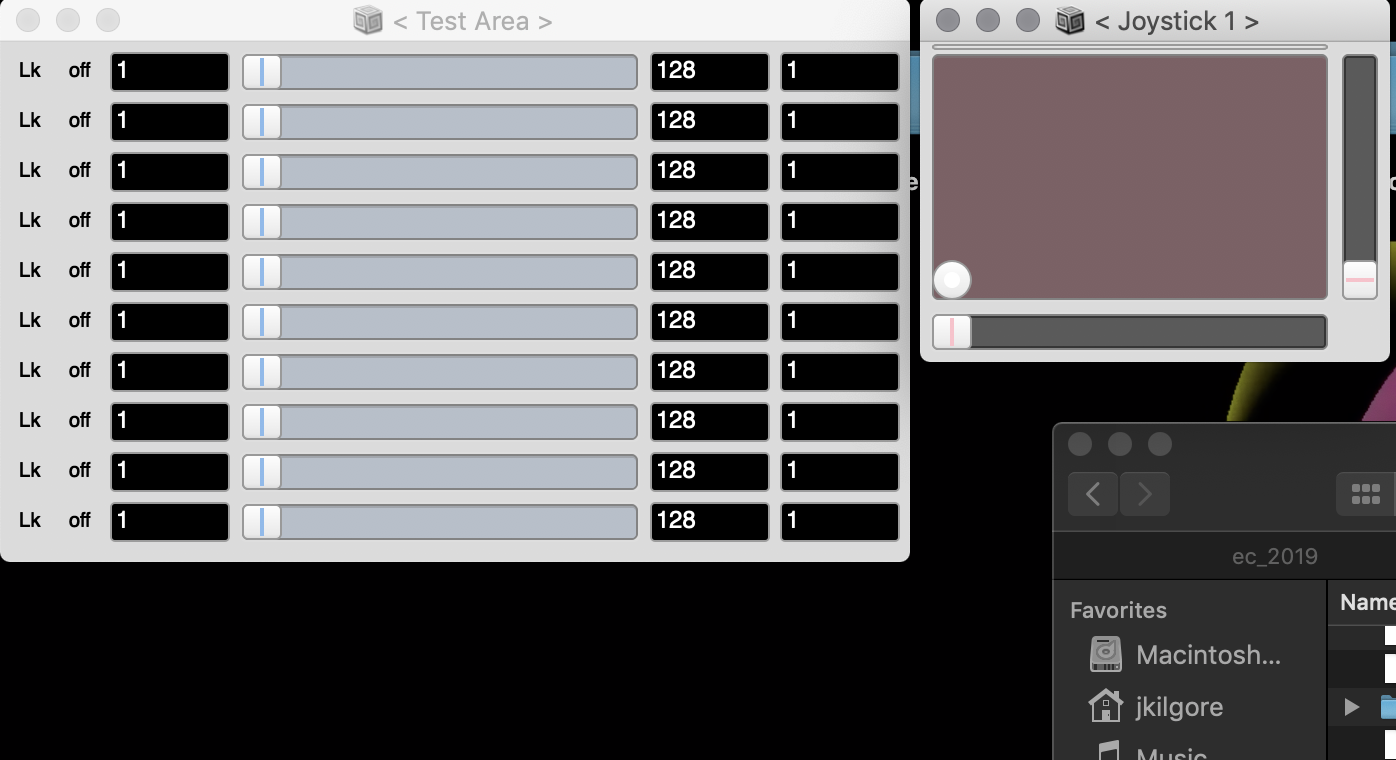 < Test Area >
< Joystick 1 >
Lk off 1 128 1
Lk off 1 128 1
Lk off 1 128 1
Lk off 1 128 1
Lk off 1 128 1
Lk off 1 128 1
Lk off 1 128 1
Lk off 1 128 1
Lk off 1 128 1
Lk off 1 128 1
ec_2019
Favorites
Name
Macintosh...
jkilgore
Music